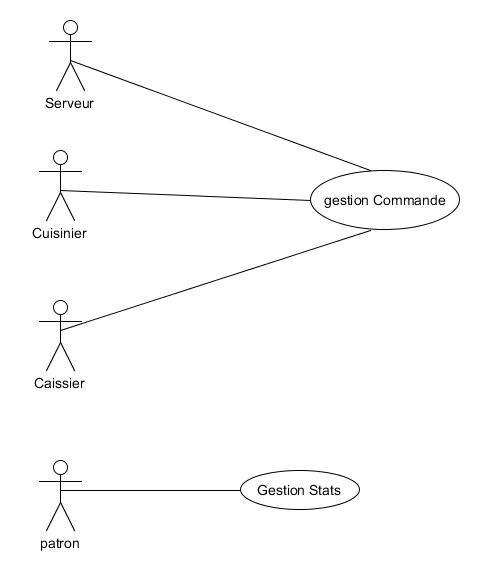 Serveur
Cuisinier
gestion Commande
Caissier
Gestion Stats
patron